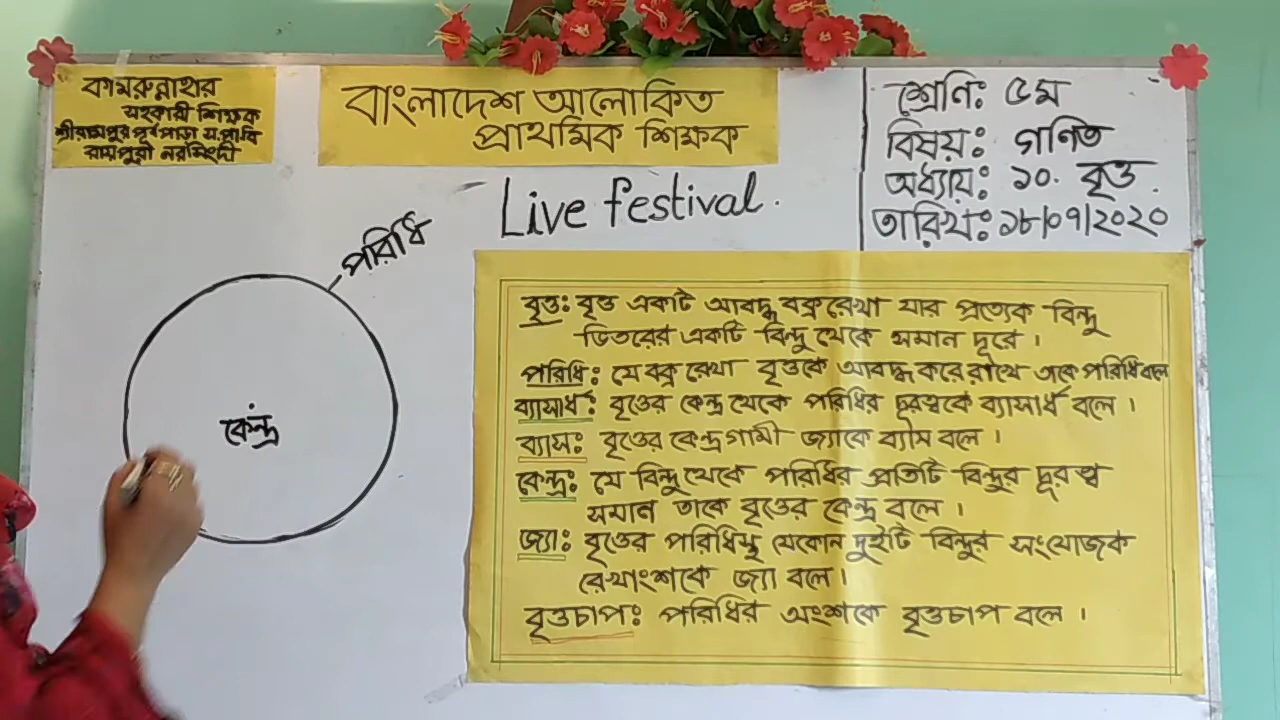 কামরুন্নাহার
সহকারী শিক্ষক
শ্রীরামপুর পূর্ব পাড়া স.প্রা.বি
রায়পুরা নরসিংদী
বাংলাদেশ আলোকিত
প্রাথমিক শিক্ষক
Live festival.
শ্রেণি: ৫ম
বিষয়: গণিত
অধ্যায়: ১০. বৃত্ত.
তারিখ: ১৮/০৭/২০২০
পরিধি
কেন্দ্র
বৃত্ত: বৃত্ত একটি আবদ্ধ বক্ররেখা যার প্রত্যেক বিন্দু
ভিতরের একটি বিন্দু থেকে সমান দূরে।
পরিধি: যে বক্ররেখা বৃত্তকে আবদ্ধ করে রাখে তাকে পরিধি বলে
ব্যাসার্ধ: বৃত্তের কেন্দ্র থেকে পরিধির দূরত্বকে ব্যাসার্ধ বলে।
ব্যাস: বৃত্তের কেন্দ্রগামী জ্যাকে ব্যাস বলে।
কেন্দ্র: যে বিন্দু থেকে পরিধির প্রতিটি বিন্দুর দূরত্ব
সমান তাকে বৃত্তের কেন্দ্র বলে।
জ্যা: বৃত্তের পরিধিস্থ যেকোন দুইটি বিন্দুর সংযোজক
রেখাংশকে জ্যা বলে।
বৃত্তচাপ: পরিধির অংশকে বৃত্তচাপ বলে।